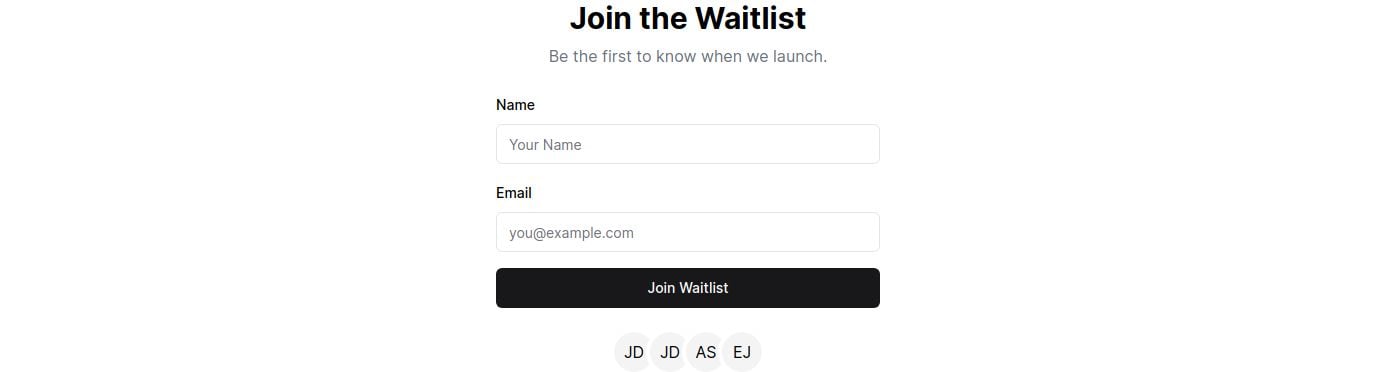 Join the Waitlist
Be the first to know when we launch.
Name
Your Name
Email
you@example.com
Join Waitlist
JD JD AS EJ